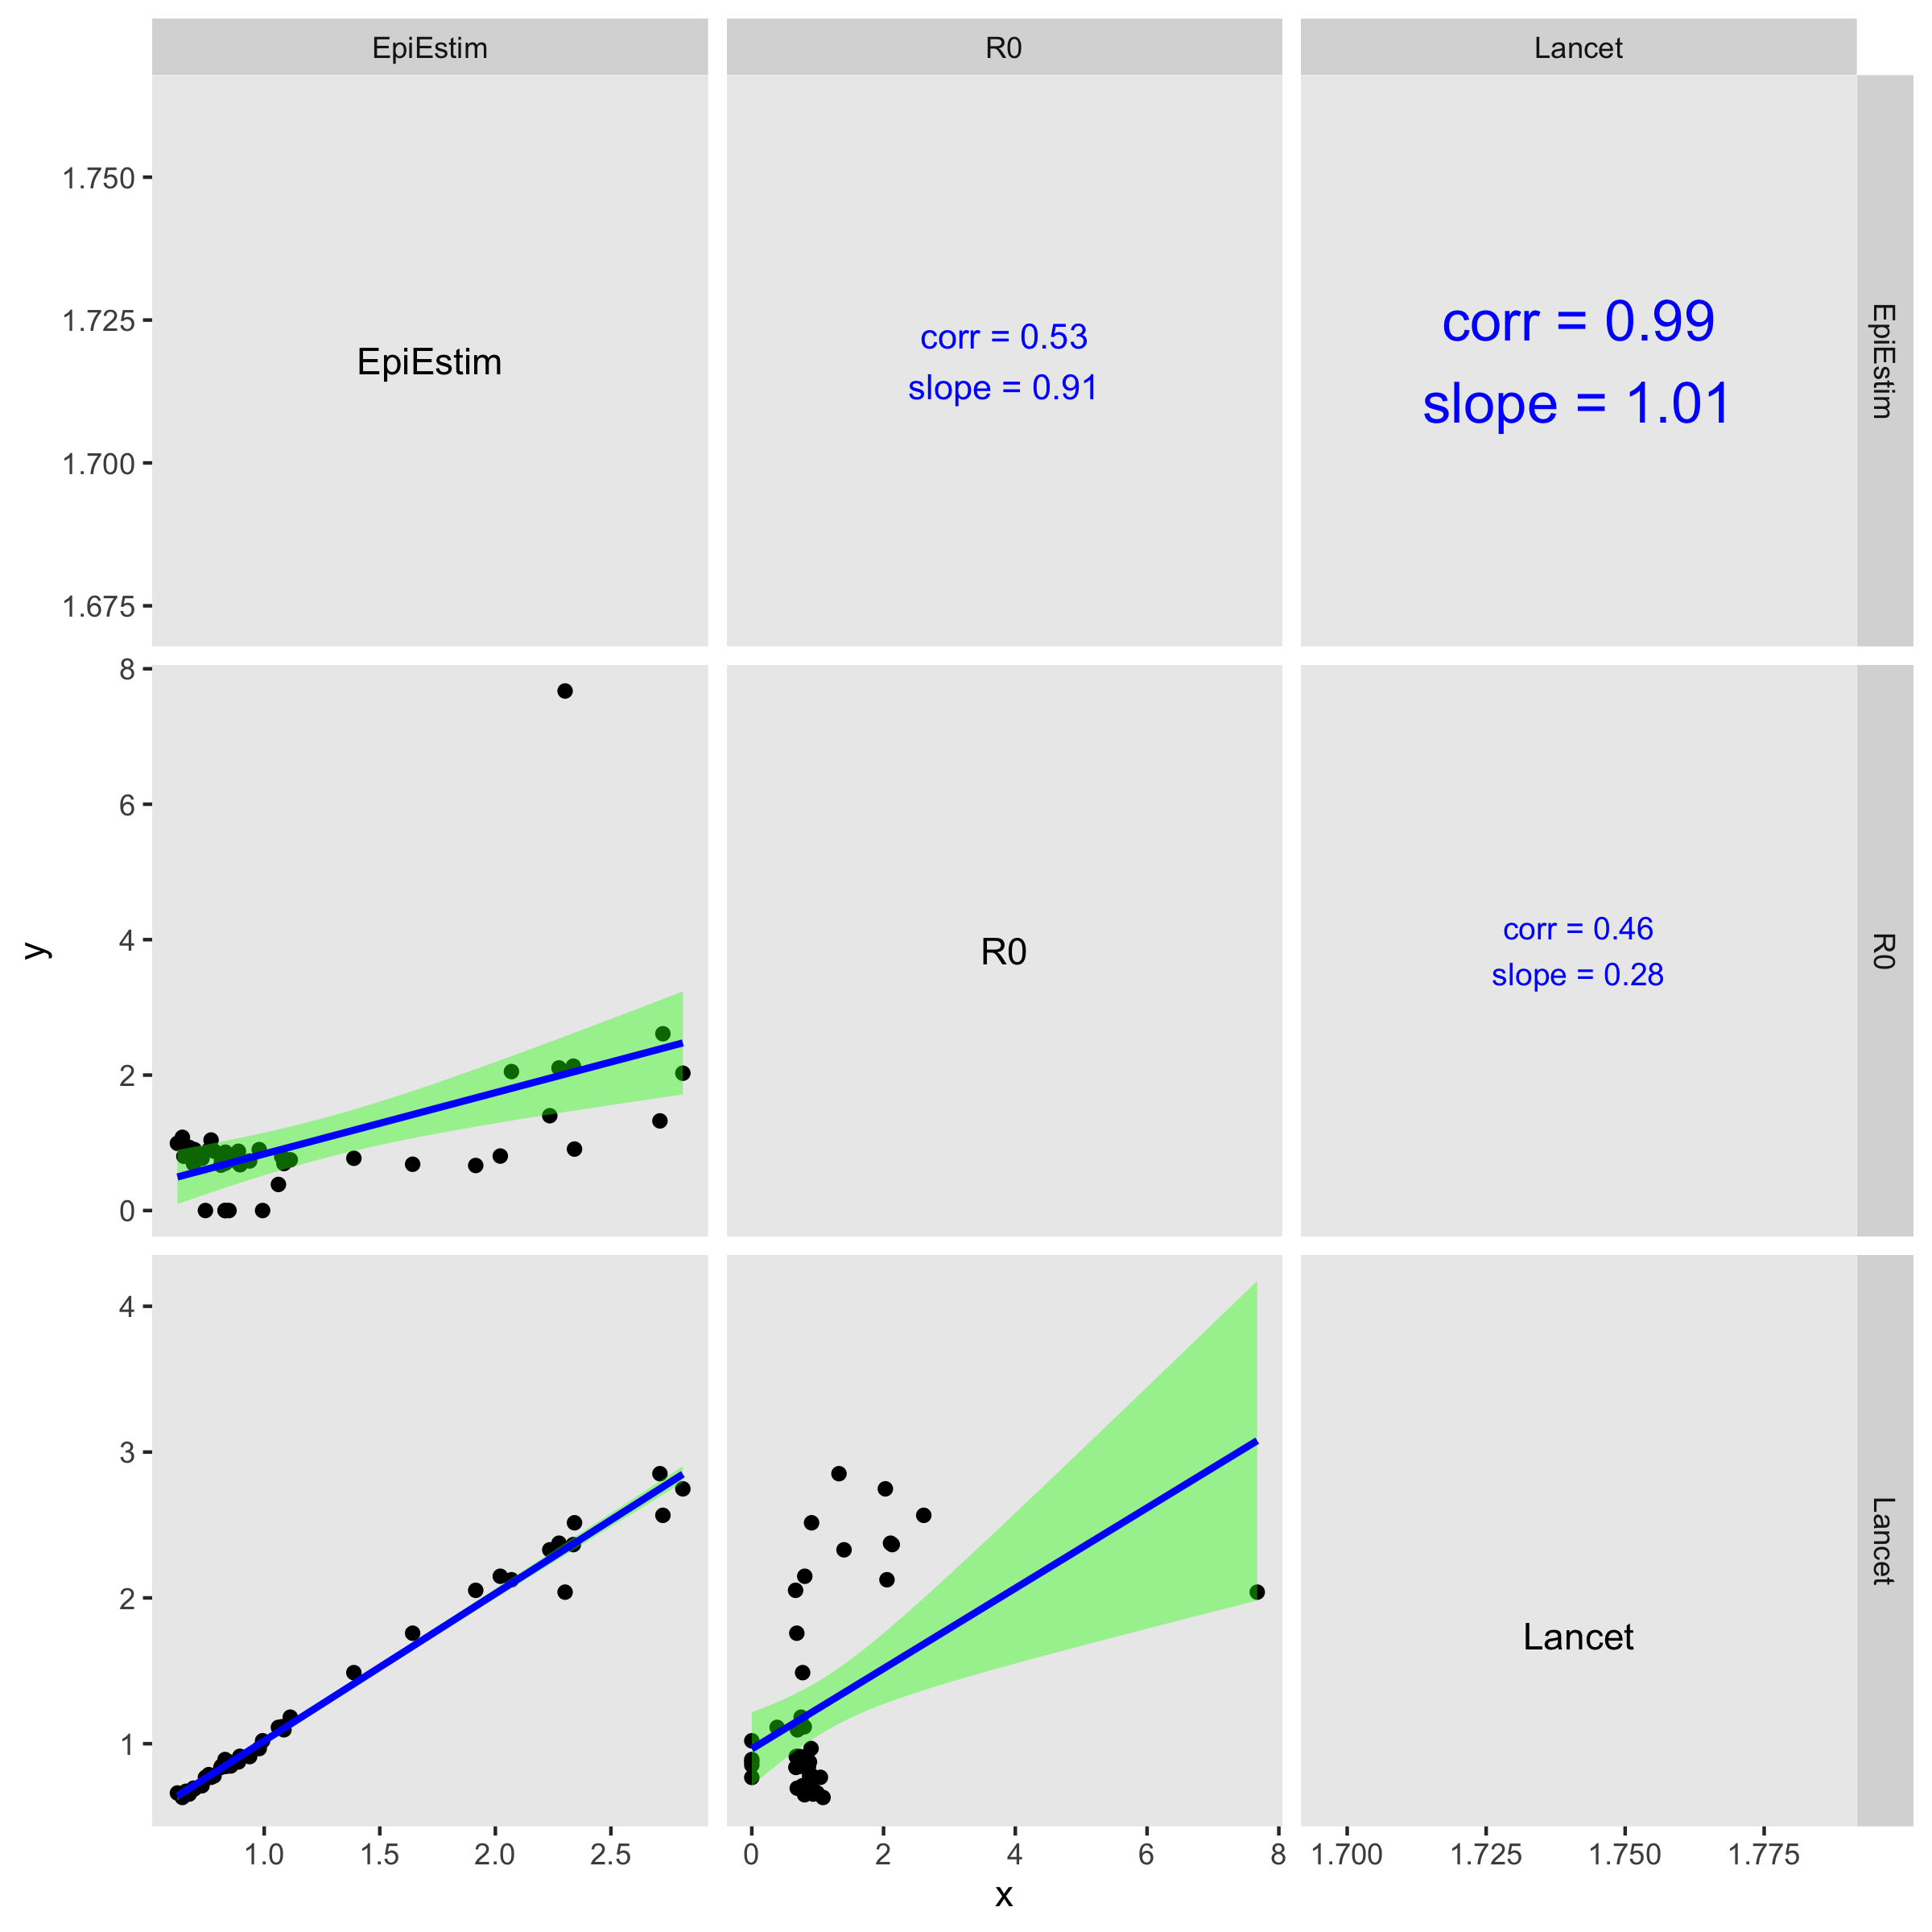 EpiEstim R0 Lancet
1.750
1.725
1.700
1.675
EpiEstim
corr = 0.53
slope = 0.91
corr = 0.99
slope = 1.01
EpiEstim
8
6
4
2
0
R0
corr = 0.46
slope = 0.28
R0
y
4
3
2
1
Lancet
Lancet
1.0 1.5 2.0 2.5 0 2 4 6 8 1.700 1.725 1.750 1.775
x